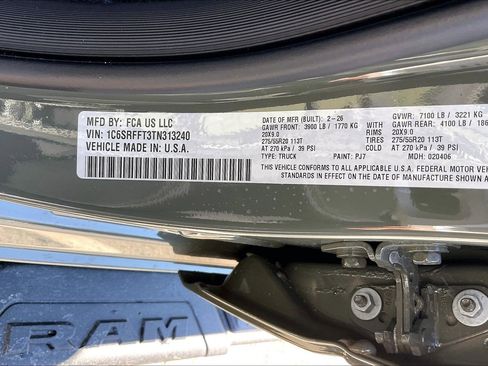 MFD BY: FCA US LLC
VIN: 1C6SRFFT3TN313240
VEHICLE MADE IN: U.S.A.
DATE OF MFR (BUILT): 2-26
GAWR FRONT: 3900 LB / 1770 KG
20X9.0
275/55R20 113T
AT 270 kPa / 39 PSI
TYPE: TRUCK PAINT: PJ7
WITH
RIMS
TIRES
COLD
GVWR: 7100 LB / 3221 KG
GAWR REAR: 4100 LB / 186
20X9.0
275/55R20 113T
AT 270 kPa / 39 PSI
MDH: 020406
THIS VEHICLE CONFORMS TO ALL APPLICABLE U.S.A. FEDERAL MOTOR VEH
STANDARDS IN EFFECT ON THE DATE OF MANUFACTURE SHOWN A
RAM